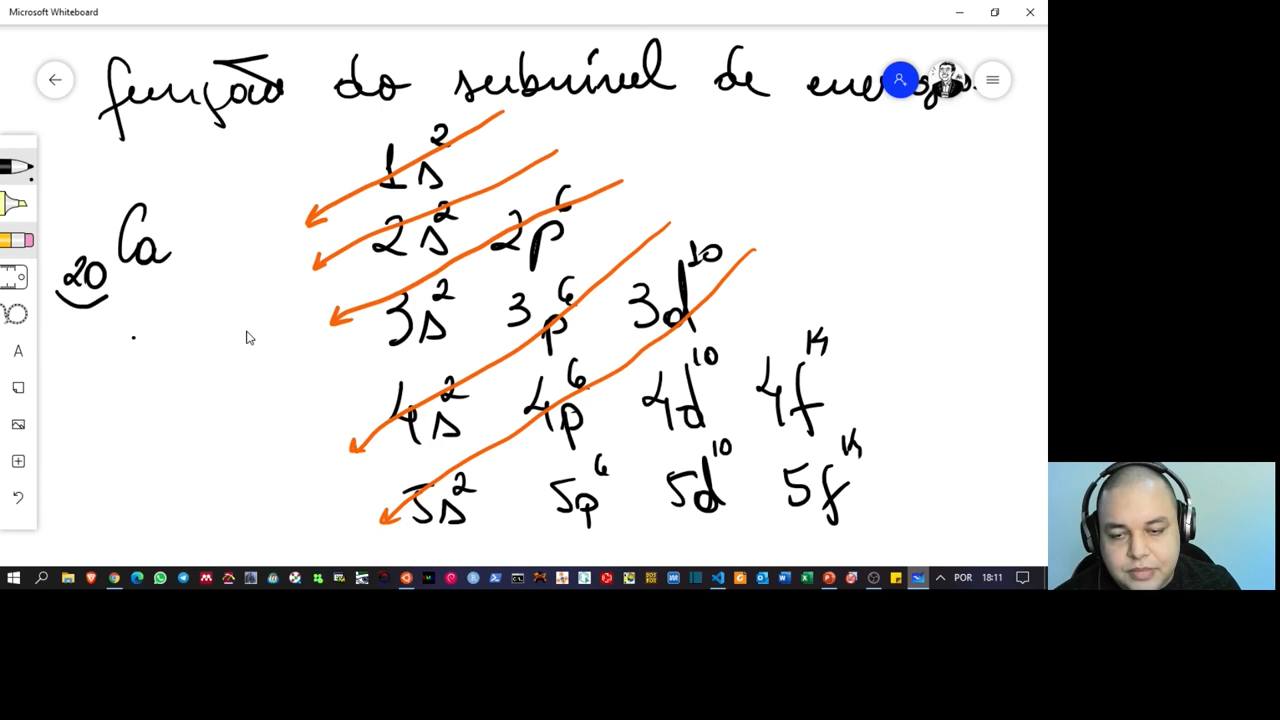 Microsoft Whiteboard
função do subnível de energia
1s²
2s² 2p⁶
20 Ca
3s² 3p⁶ 3d¹⁰
4s² 4p⁶ 4d¹⁰ 4f¹⁴
5s² 5p⁶ 5d¹⁰ 5f¹⁴
POR 18:11